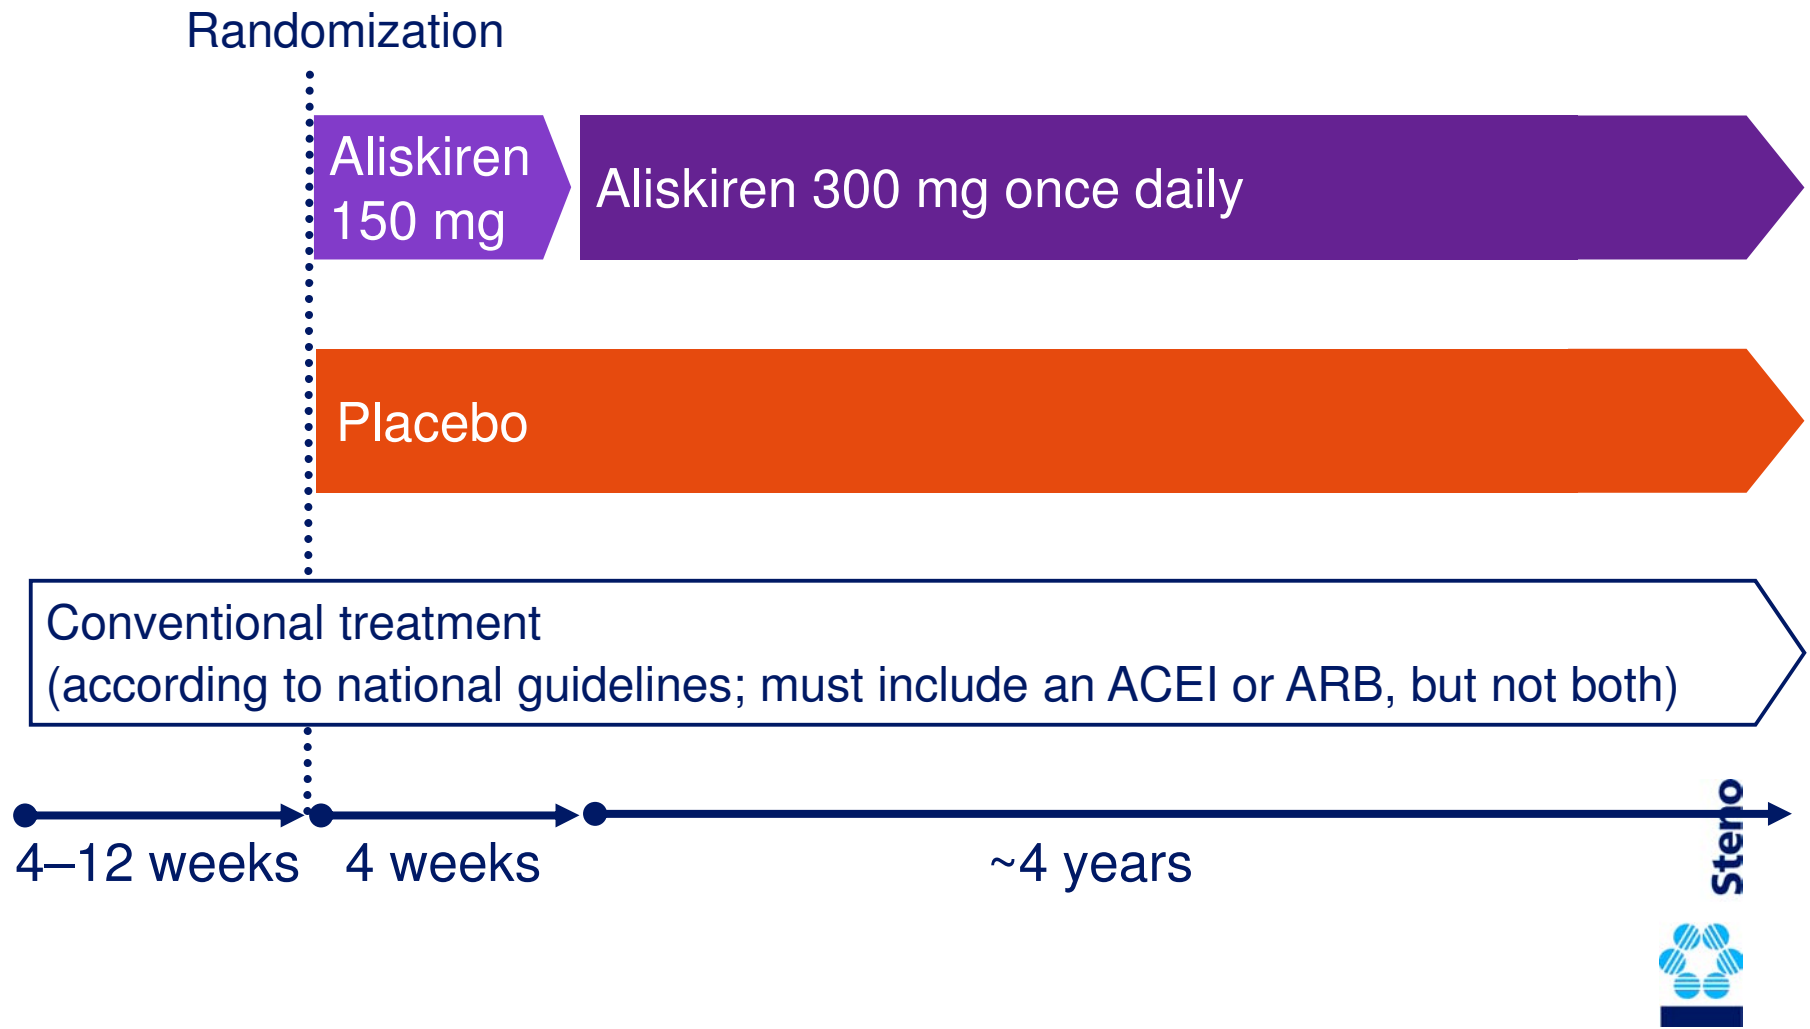 Randomization
Aliskiren
150 mg
Aliskiren 300 mg once daily
Placebo
Conventional treatment
(according to national guidelines; must include an ACEI or ARB, but not both)
4–12 weeks
4 weeks
~4 years
Steno